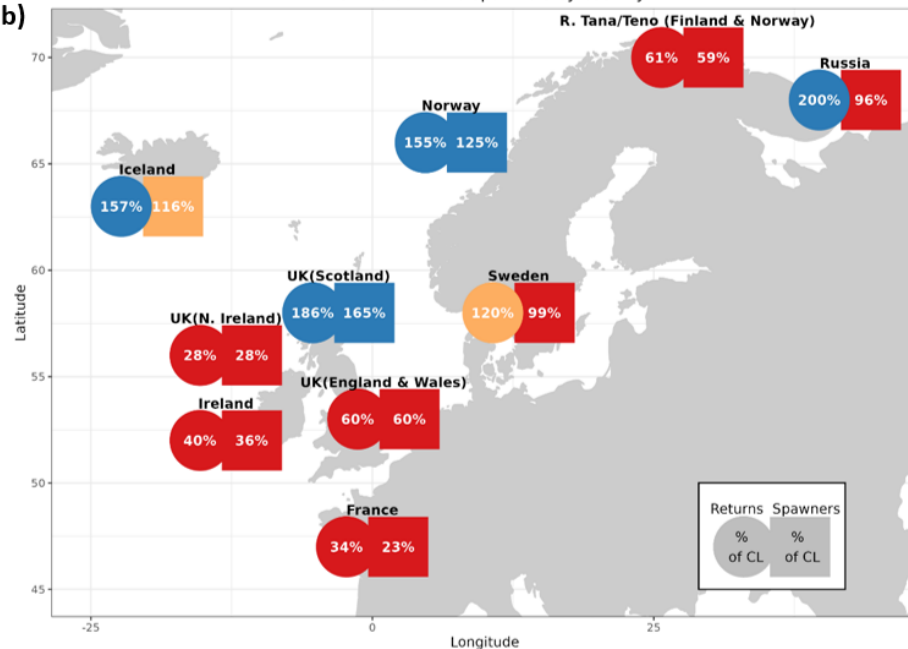 b)
R. Tana/Teno (Finland & Norway)
61% 59%
Russia
200% 96%
Norway
155% 125%
Iceland
157% 116%
UK(Scotland)
186% 165%
Sweden
120% 99%
UK(N. Ireland)
28% 28%
UK(England & Wales)
60% 60%
Ireland
40% 36%
France
34% 23%
Returns Spawners
% %
of CL of CL
70
65
60
55
50
45
Latitude
-25 0 25
Longitude